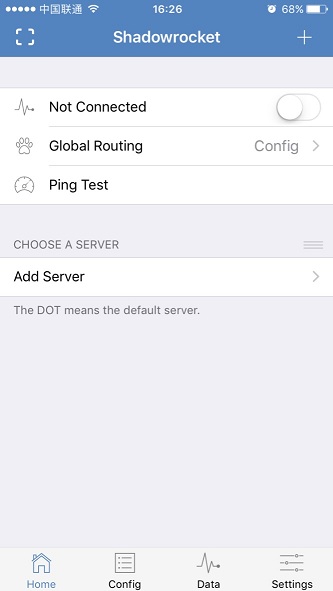 中国联通 16:26 68%
Shadowrocket
Not Connected
Global Routing Config
Ping Test
CHOOSE A SERVER
Add Server
The DOT means the default server.
Home Config Data Settings